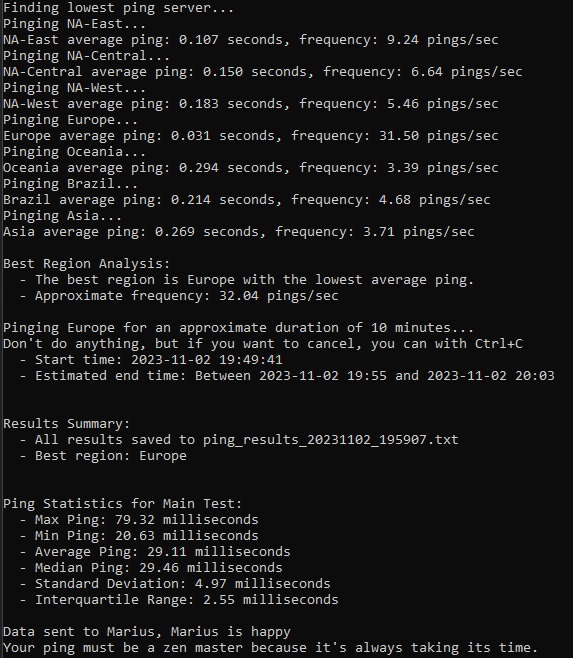 Finding lowest ping server...
Pinging NA-East...
NA-East average ping: 0.107 seconds, frequency: 9.24 pings/sec
Pinging NA-Central...
NA-Central average ping: 0.150 seconds, frequency: 6.64 pings/sec
Pinging NA-West...
NA-West average ping: 0.183 seconds, frequency: 5.46 pings/sec
Pinging Europe...
Europe average ping: 0.031 seconds, frequency: 31.50 pings/sec
Pinging Oceania...
Oceania average ping: 0.294 seconds, frequency: 3.39 pings/sec
Pinging Brazil...
Brazil average ping: 0.214 seconds, frequency: 4.68 pings/sec
Pinging Asia...
Asia average ping: 0.269 seconds, frequency: 3.71 pings/sec
Best Region Analysis:
- The best region is Europe with the lowest average ping.
- Approximate frequency: 32.04 pings/sec
Pinging Europe for an approximate duration of 10 minutes...
Don't do anything, but if you want to cancel, you can with Ctrl+C
- Start time: 2023-11-02 19:49:41
- Estimated end time: Between 2023-11-02 19:55 and 2023-11-02 20:03
Results Summary:
- All results saved to ping_results_20231102_195907.txt
- Best region: Europe
Ping Statistics for Main Test:
- Max Ping: 79.32 milliseconds
- Min Ping: 20.63 milliseconds
- Average Ping: 29.11 milliseconds
- Median Ping: 29.46 milliseconds
- Standard Deviation: 4.97 milliseconds
- Interquartile Range: 2.55 milliseconds
Data sent to Marius, Marius is happy
Your ping must be a zen master because it's always taking its time.